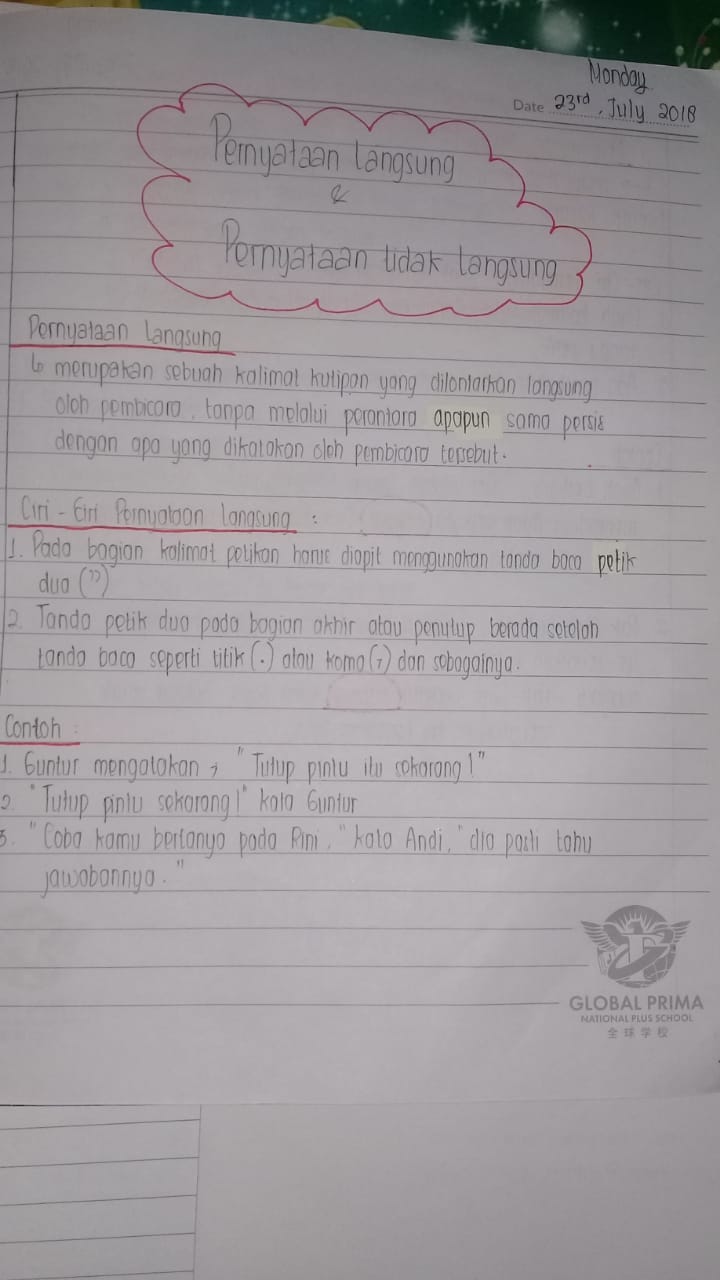 Monday
Date 23rd, July 2018
Pernyataan langsung
&
Pernyataan tidak langsung
Pernyataan langsung
↳ merupakan sebuah kalimat kutipan yang dilontarkan langsung
oleh pembicara, tanpa melalui perantara apapun sama persis
dengan apa yang dikatakan oleh pembicara tersebut.
Ciri - Ciri Pernyataan langsung :
1. Pada bagian kalimat petikan harus diapit menggunakan tanda baca petik
dua (”)
2. Tanda petik dua pada bagian akhir atau penutup berada setelah
tanda baca seperti titik (.) atau koma (,) dan sebagainya.
Contoh :
1. Guntur mengatakan, "Tutup pintu itu sekarang!"
2. "Tutup pintu sekarang!" kata Guntur
3. "Coba kamu bertanya pada Rini," kata Andi, "dia pasti tahu
jawabannya."
GLOBAL PRIMA
NATIONAL PLUS SCHOOL
全球学校